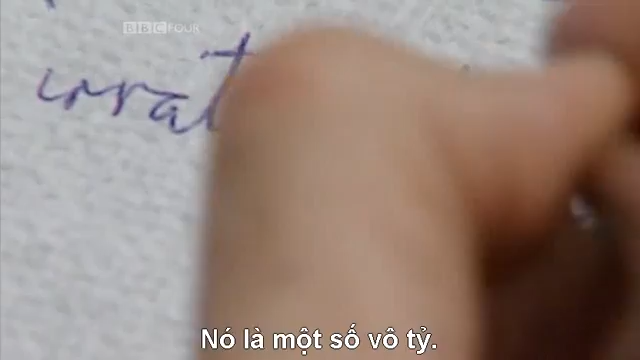 BBC FOUR
irrat
Nó là một số vô tỷ.